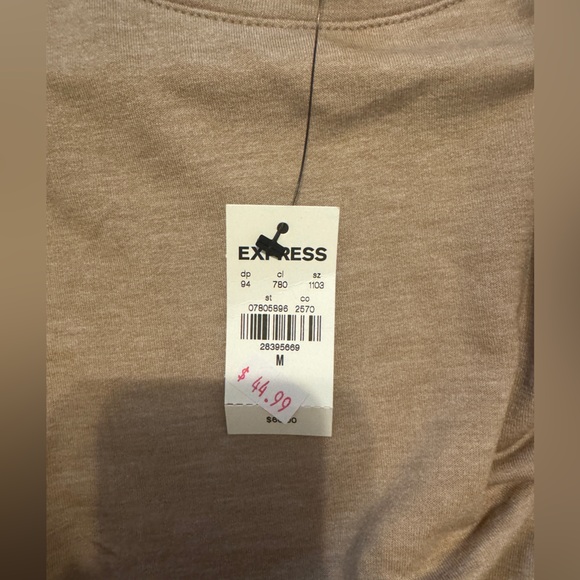 EXPRESS
dp cl sz
94 780 1103
st co
07805896 2570
28395669
M
$ 44.99